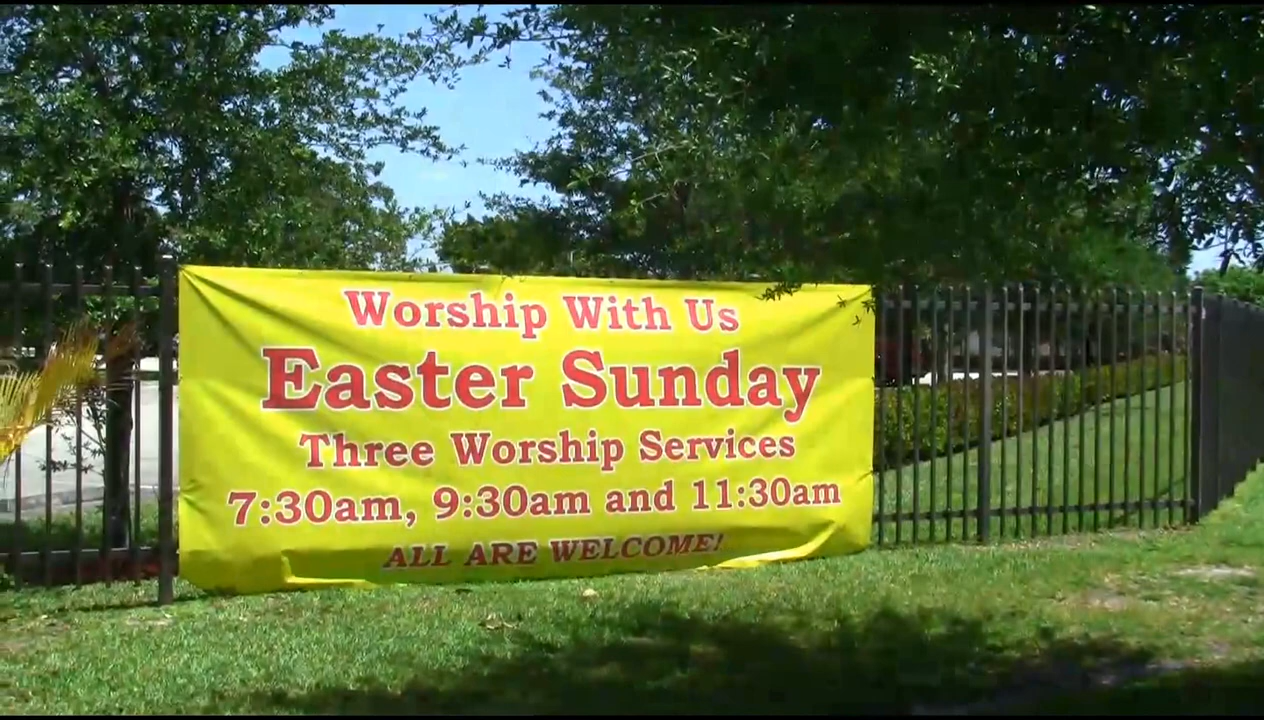 Worship With Us
Easter Sunday
Three Worship Services
7:30am, 9:30am and 11:30am
ALL ARE WELCOME!